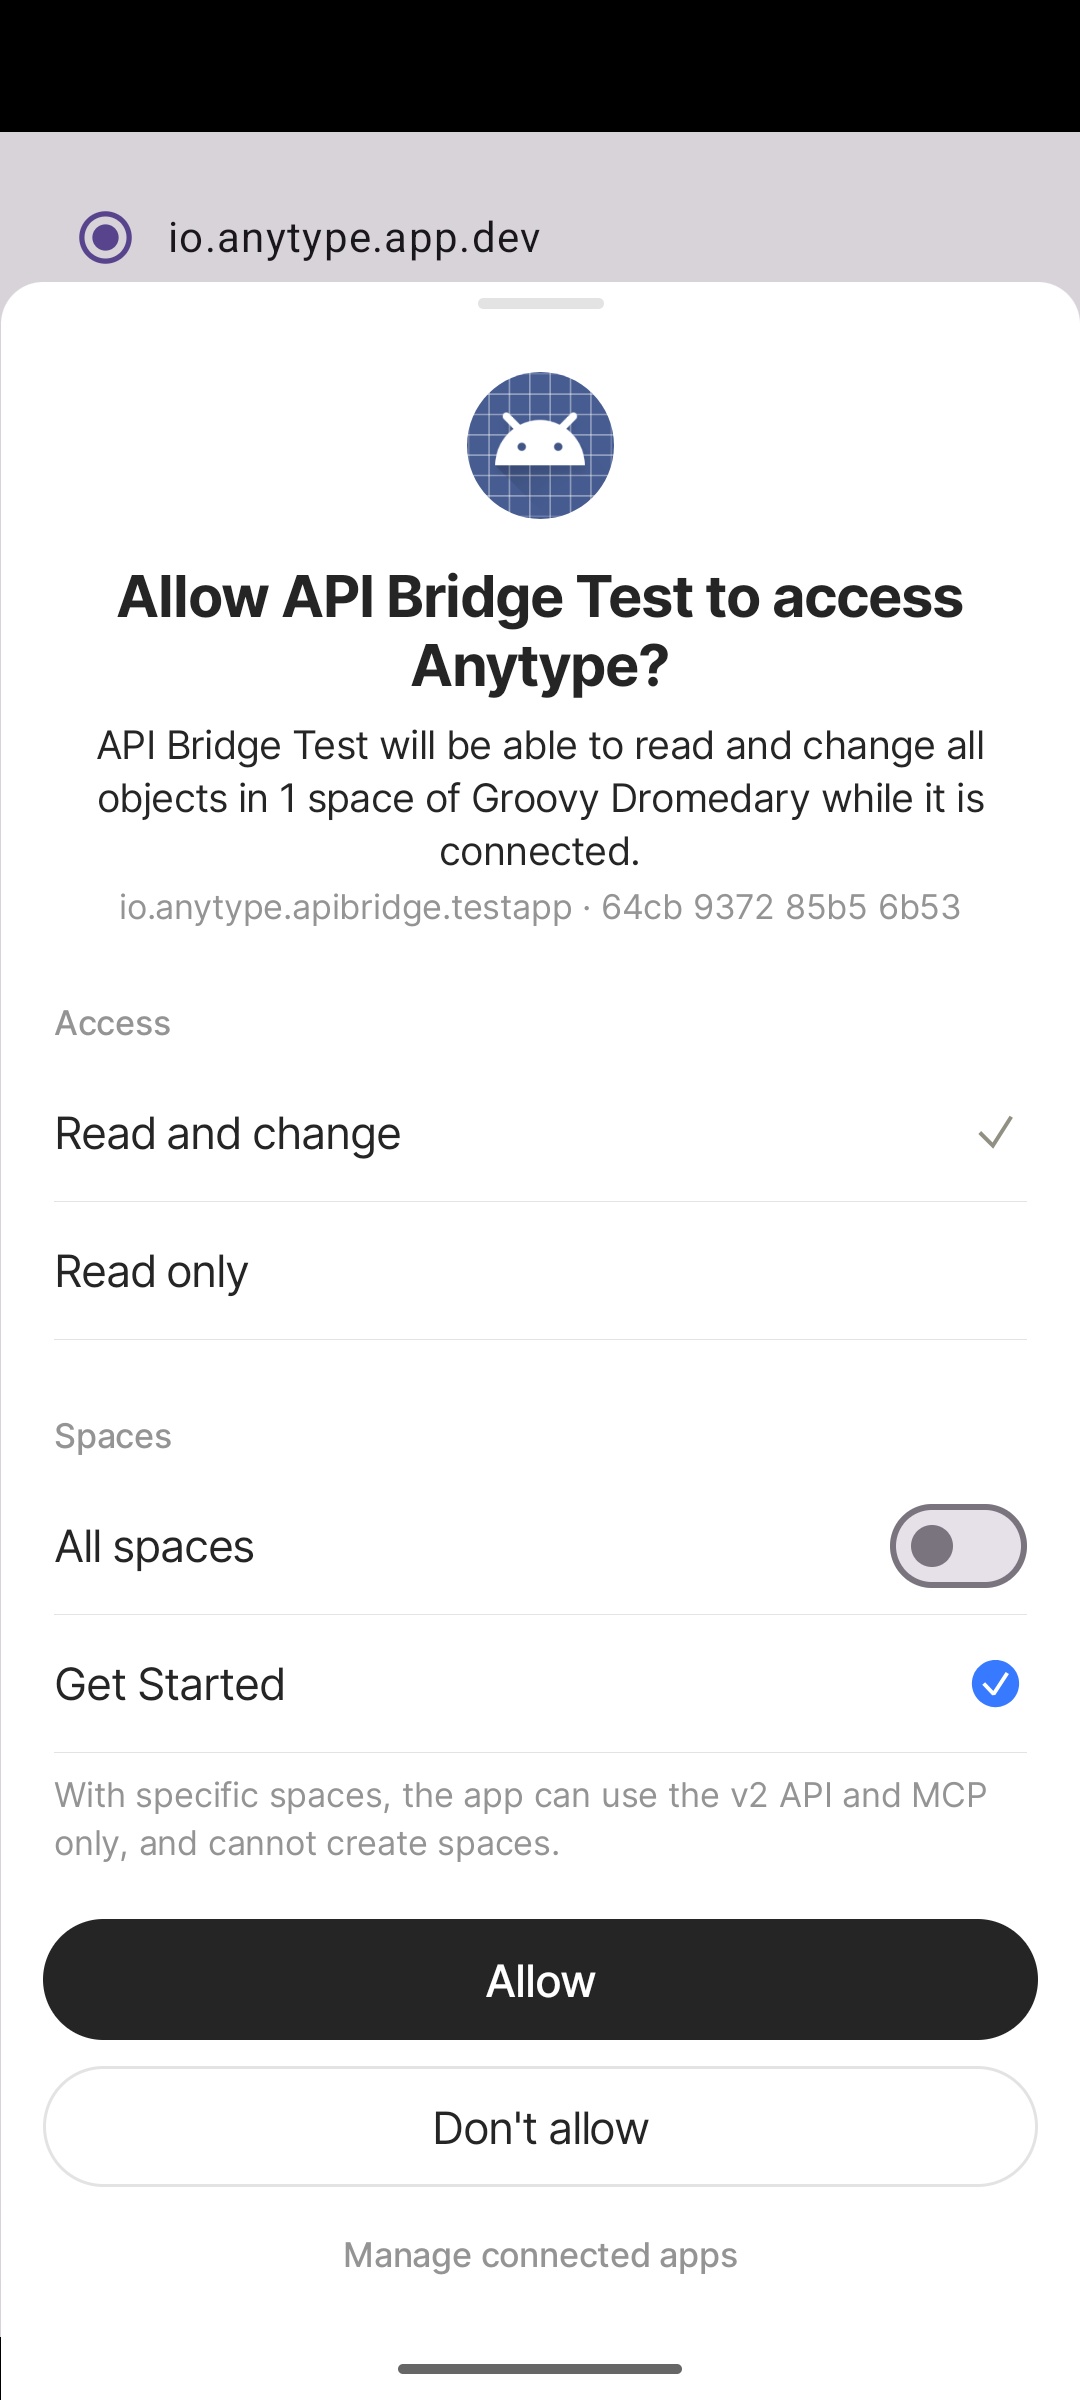 io.anytype.app.dev
Allow API Bridge Test to access
Anytype?
API Bridge Test will be able to read and change all
objects in 1 space of Groovy Dromedary while it is
connected.
io.anytype.apibridge.testapp · 64cb 9372 85b5 6b53
Access
Read and change
Read only
Spaces
All spaces
Get Started
With specific spaces, the app can use the v2 API and MCP
only, and cannot create spaces.
Allow
Don't allow
Manage connected apps